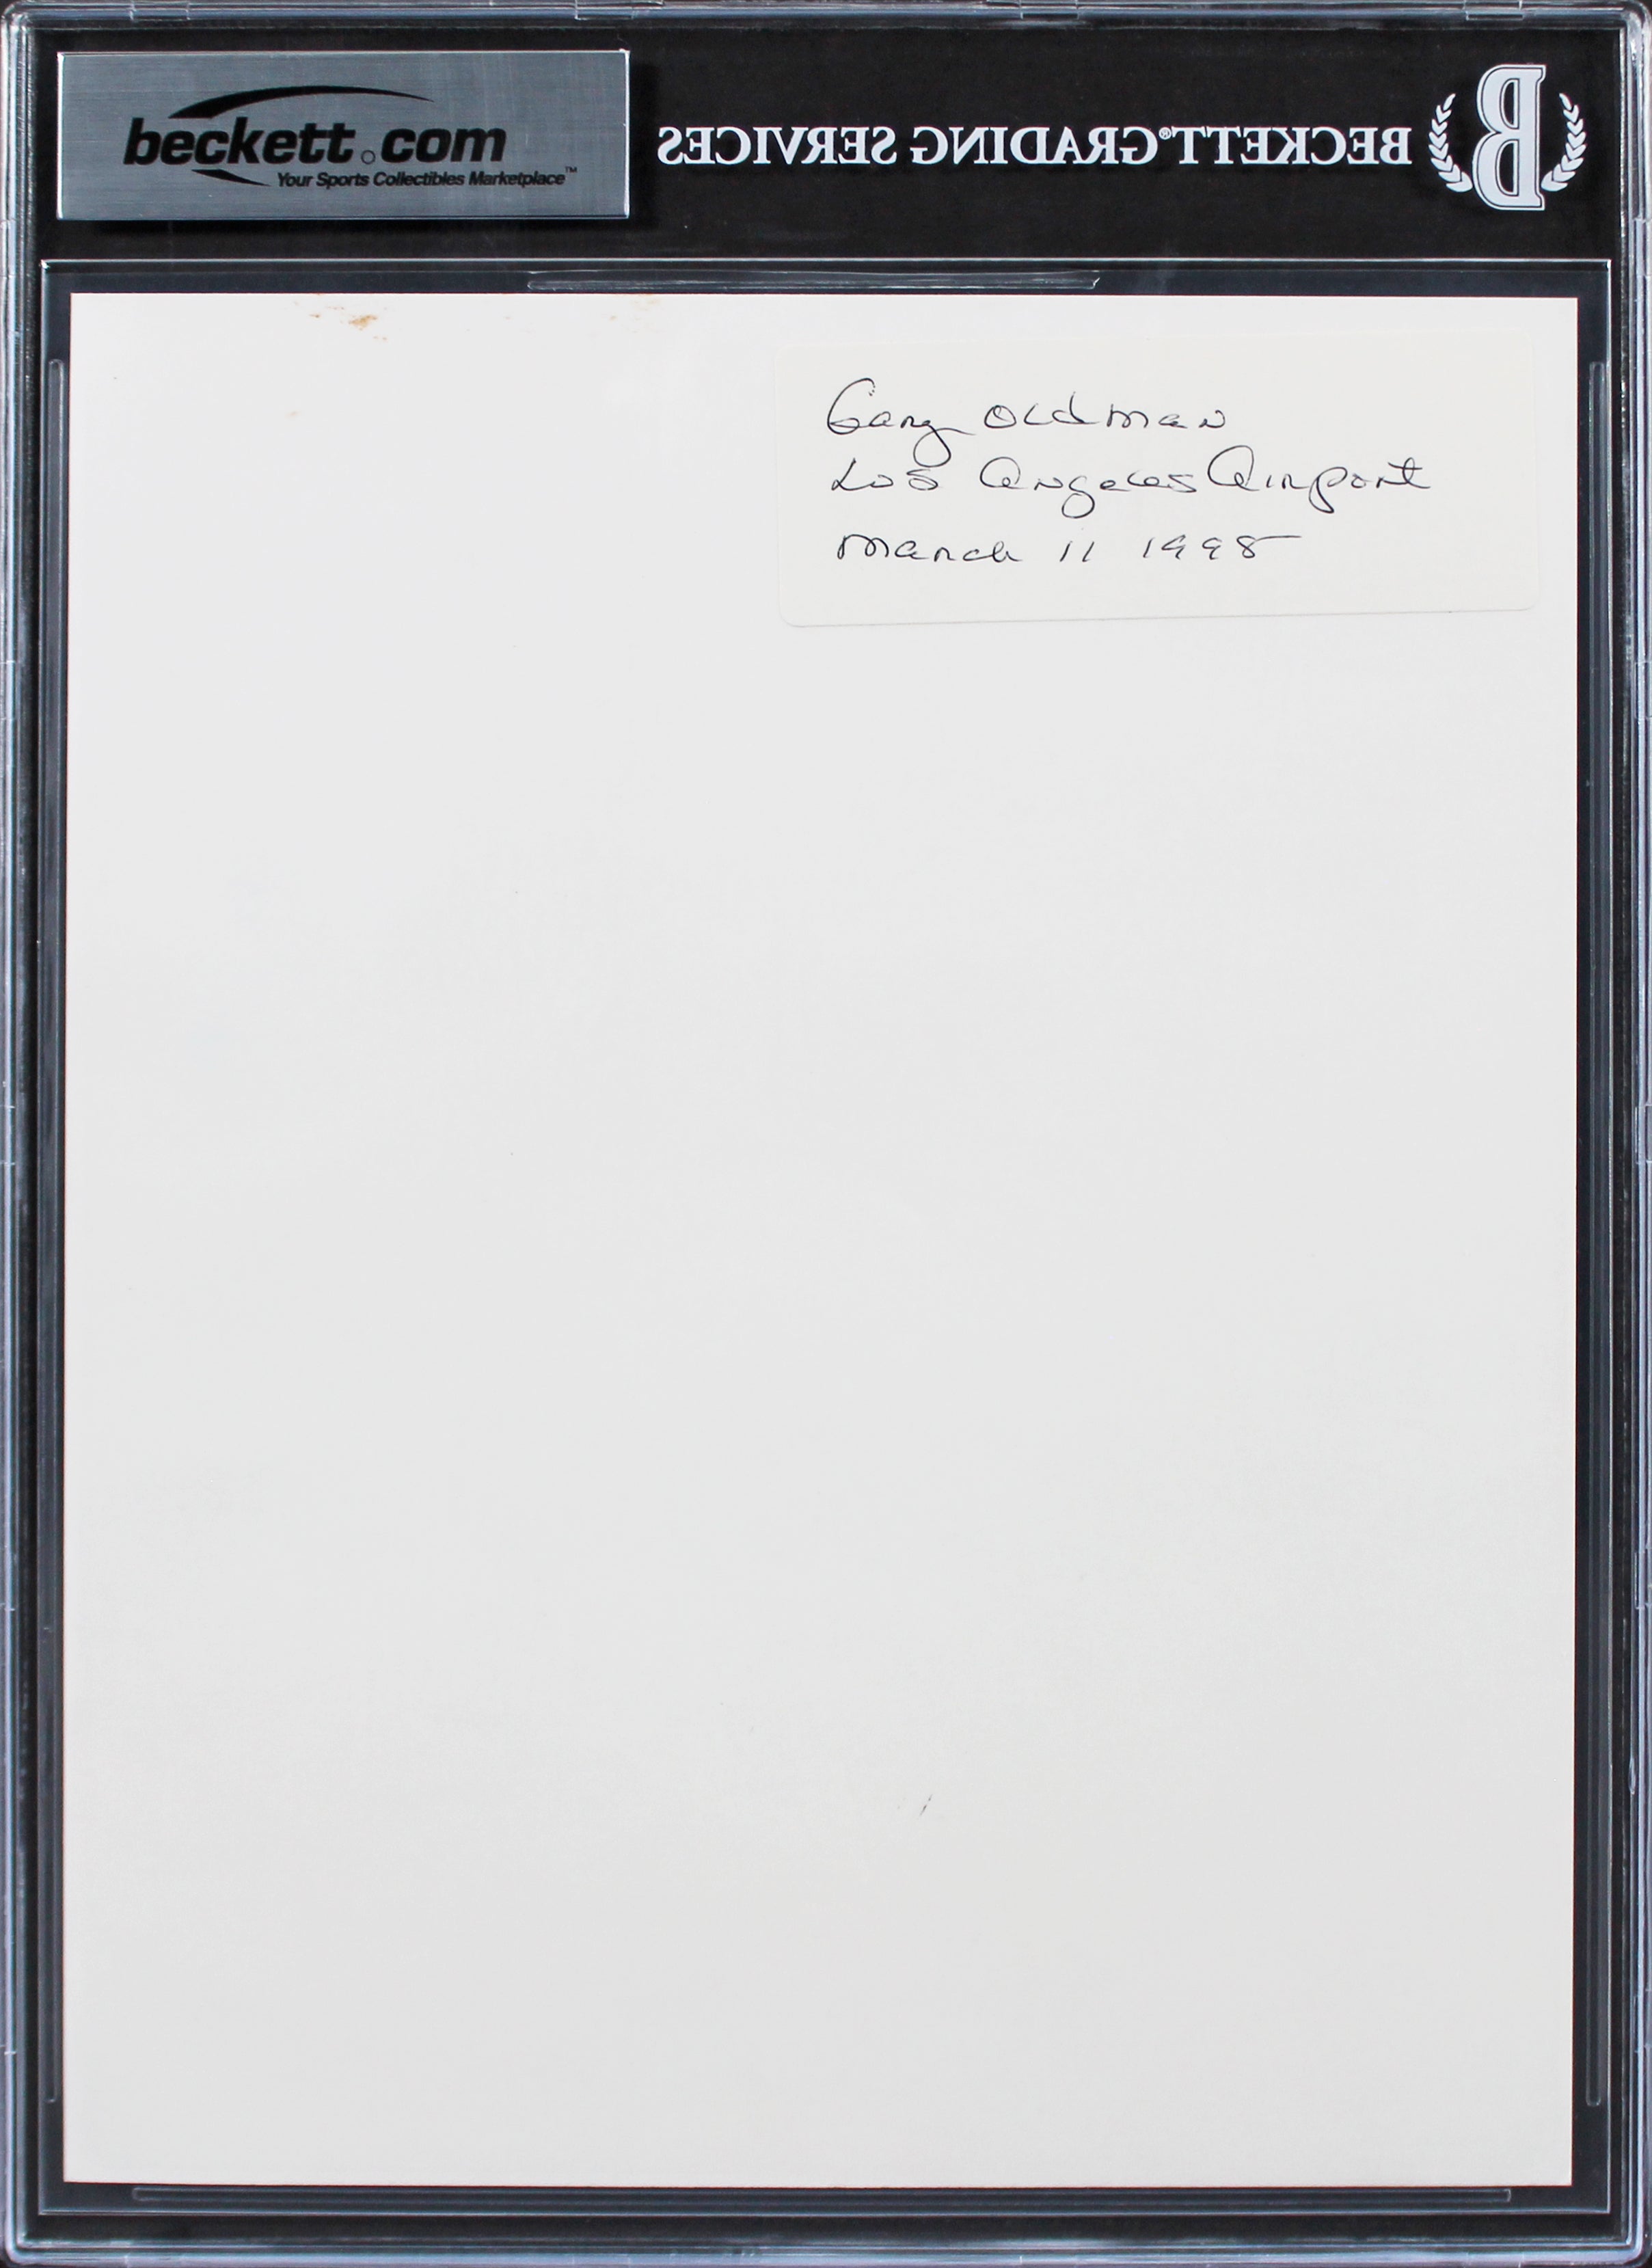 beckett.com
Your Sports Collectibles Marketplace™
BECKETT® GRADING SERVICES
B
Gary Oldman
Los Angeles Airport
March 11 1998